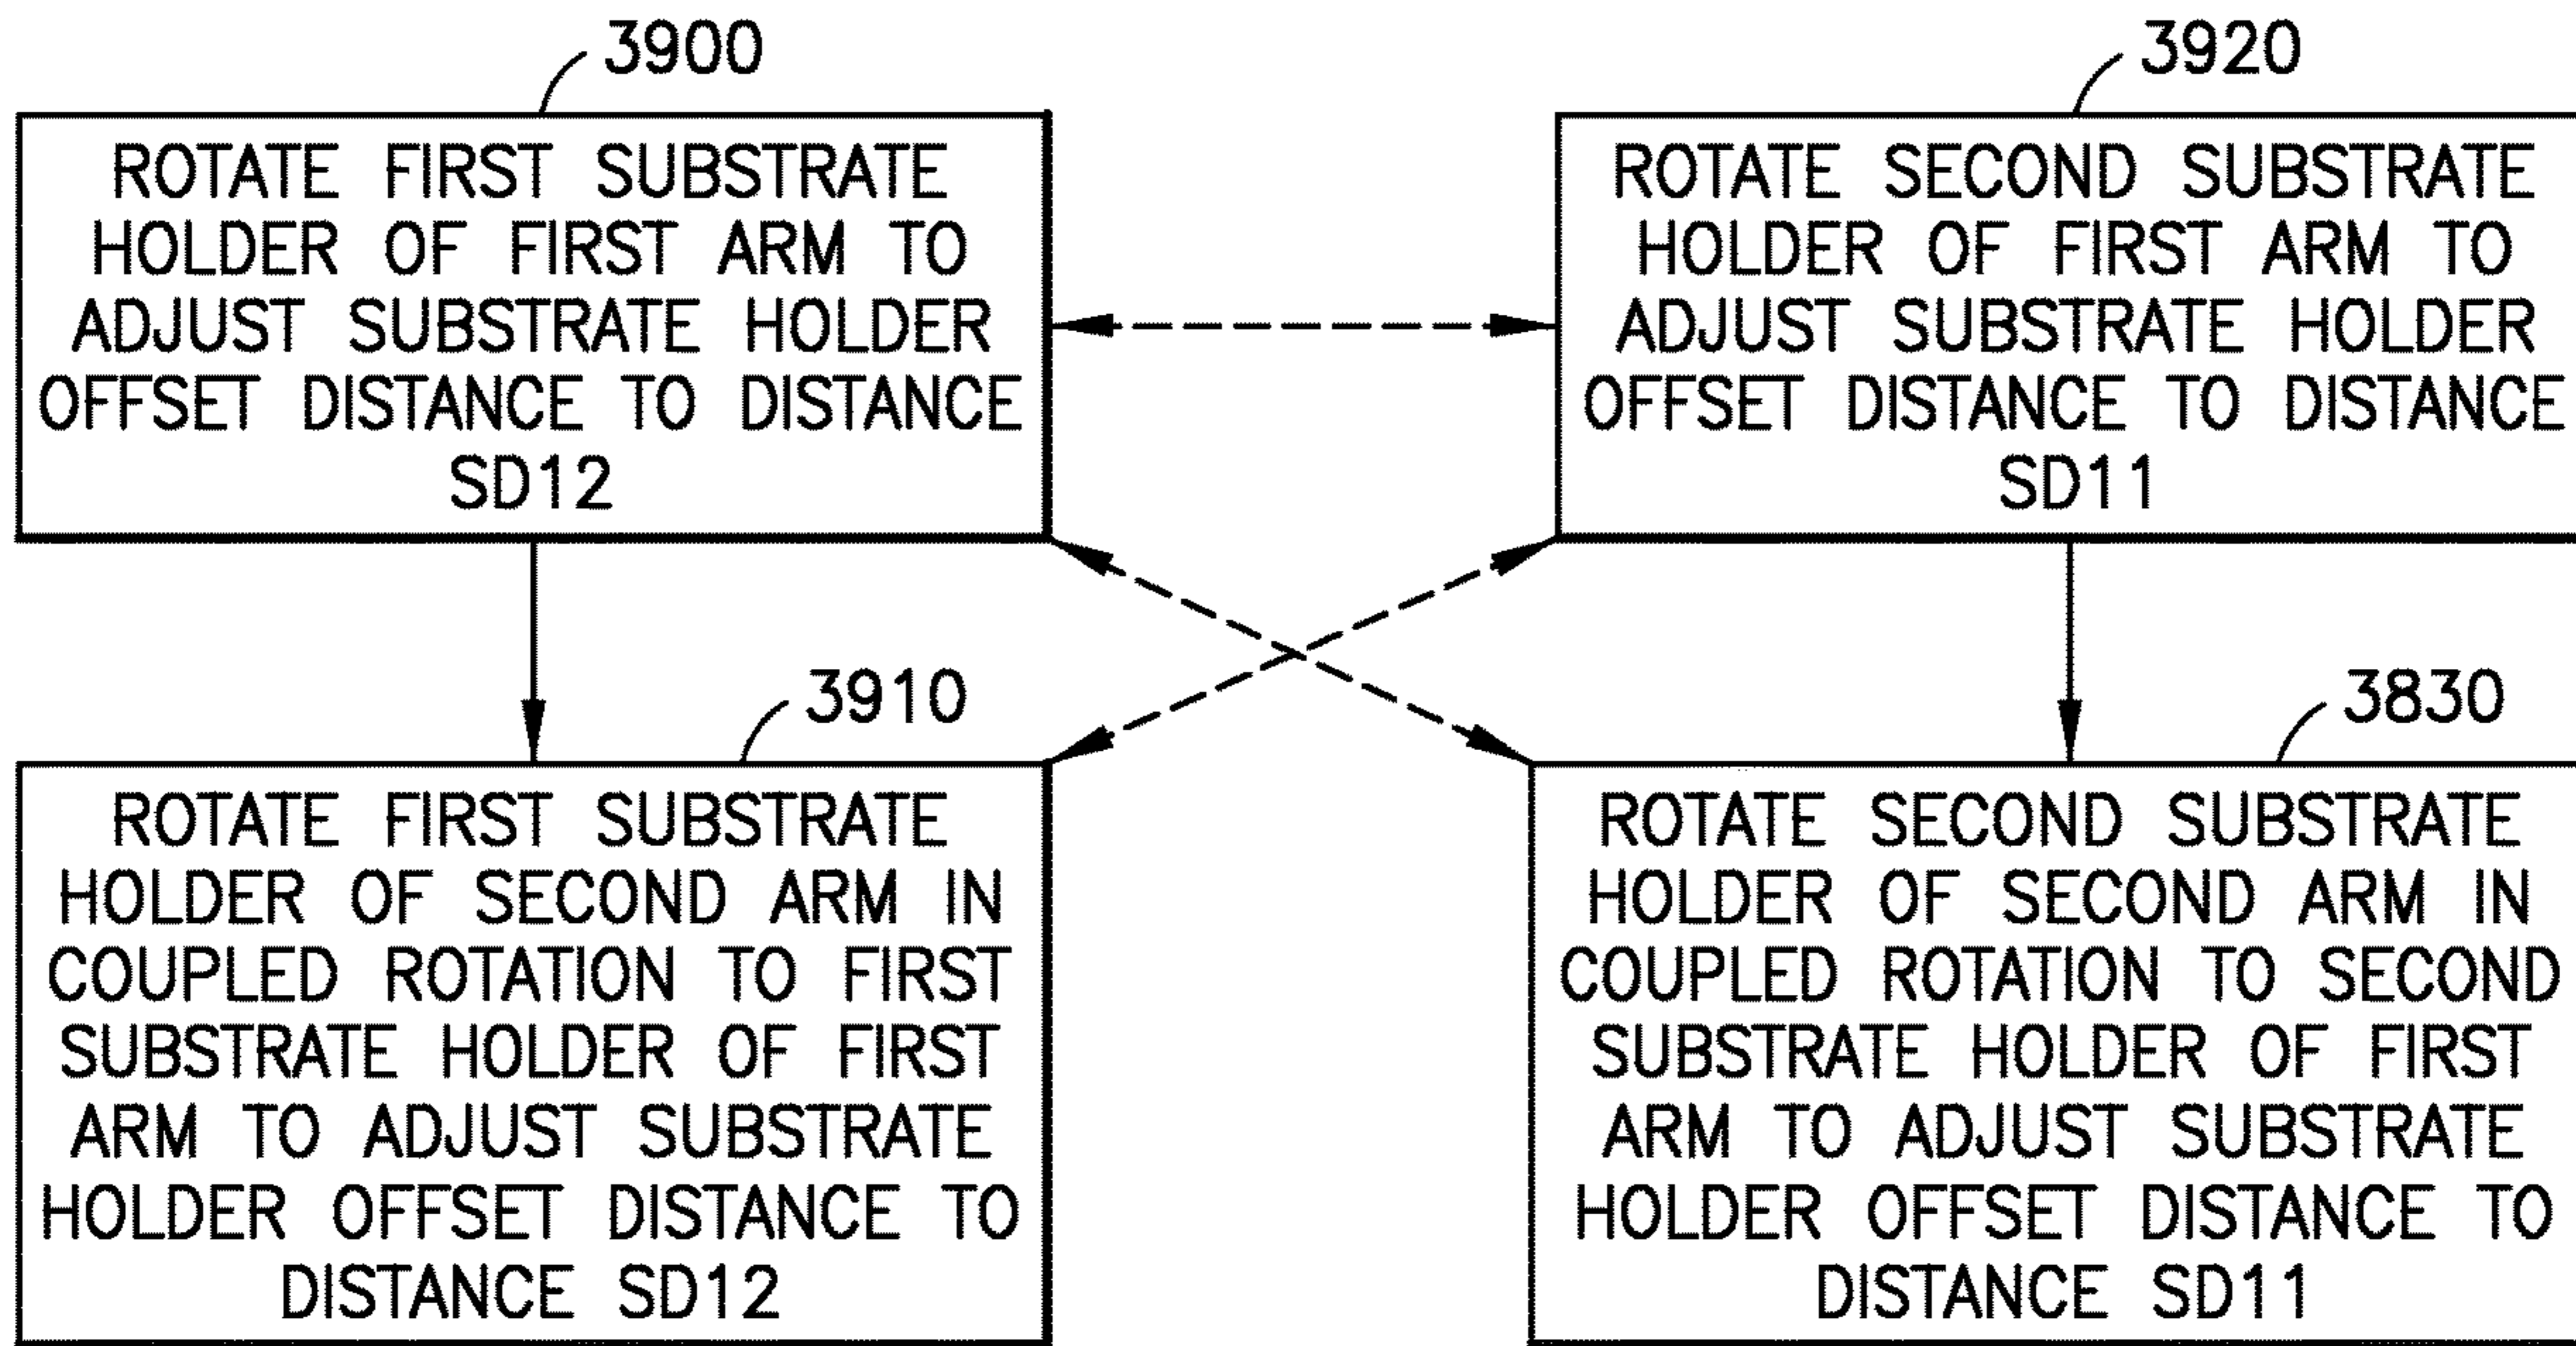 3900
ROTATE FIRST SUBSTRATE
HOLDER OF FIRST ARM TO
ADJUST SUBSTRATE HOLDER
OFFSET DISTANCE TO DISTANCE
SD12
3920
ROTATE SECOND SUBSTRATE
HOLDER OF FIRST ARM TO
ADJUST SUBSTRATE HOLDER
OFFSET DISTANCE TO DISTANCE
SD11
3910
ROTATE FIRST SUBSTRATE
HOLDER OF SECOND ARM IN
COUPLED ROTATION TO FIRST
SUBSTRATE HOLDER OF FIRST
ARM TO ADJUST SUBSTRATE
HOLDER OFFSET DISTANCE TO
DISTANCE SD12
3830
ROTATE SECOND SUBSTRATE
HOLDER OF SECOND ARM IN
COUPLED ROTATION TO SECOND
SUBSTRATE HOLDER OF FIRST
ARM TO ADJUST SUBSTRATE
HOLDER OFFSET DISTANCE TO
DISTANCE SD11